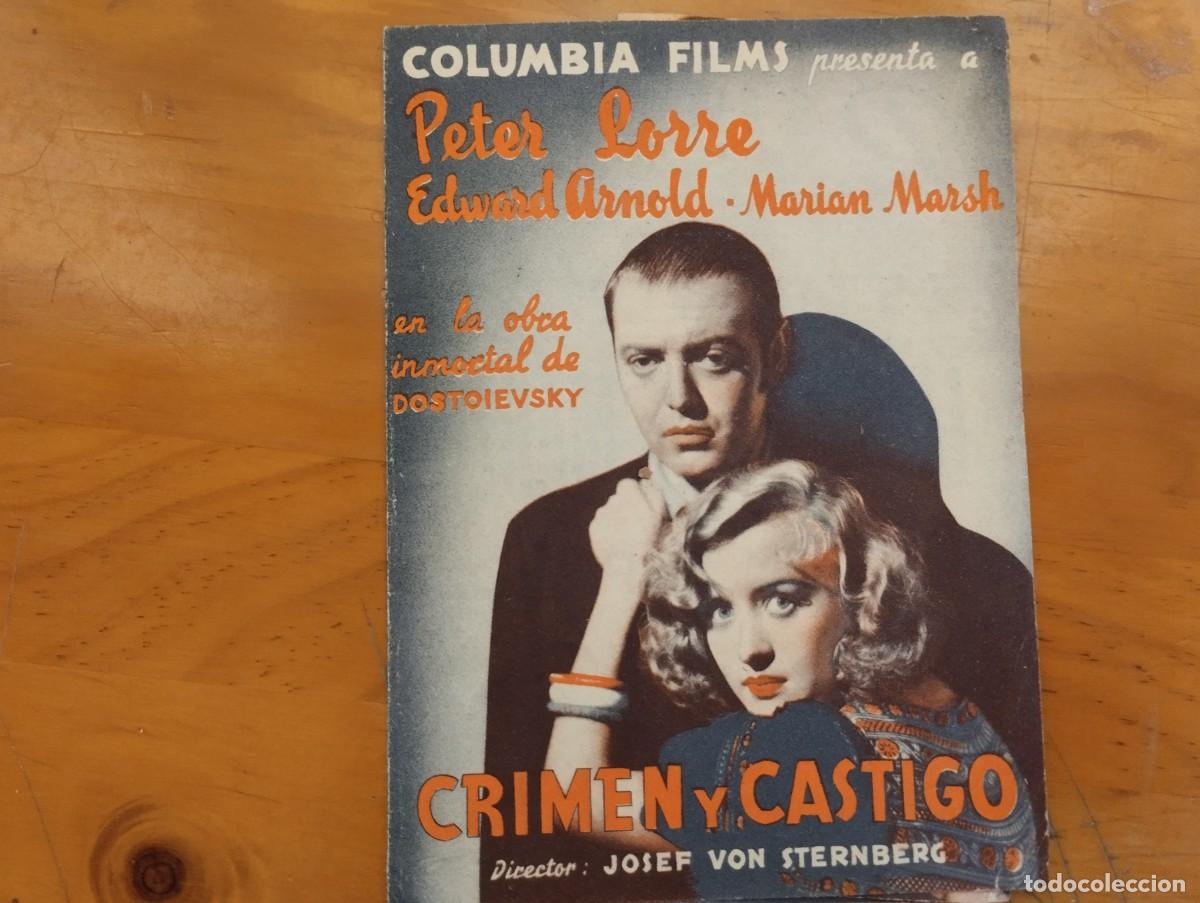 COLUMBIA FILMS presenta a
Peter Lorre
Edward Arnold · Marian Marsh
en la obra
inmortal de
DOSTOIEVSKY
CRIMEN Y CASTIGO
Director: JOSEF VON STERNBERG
todocoleccion